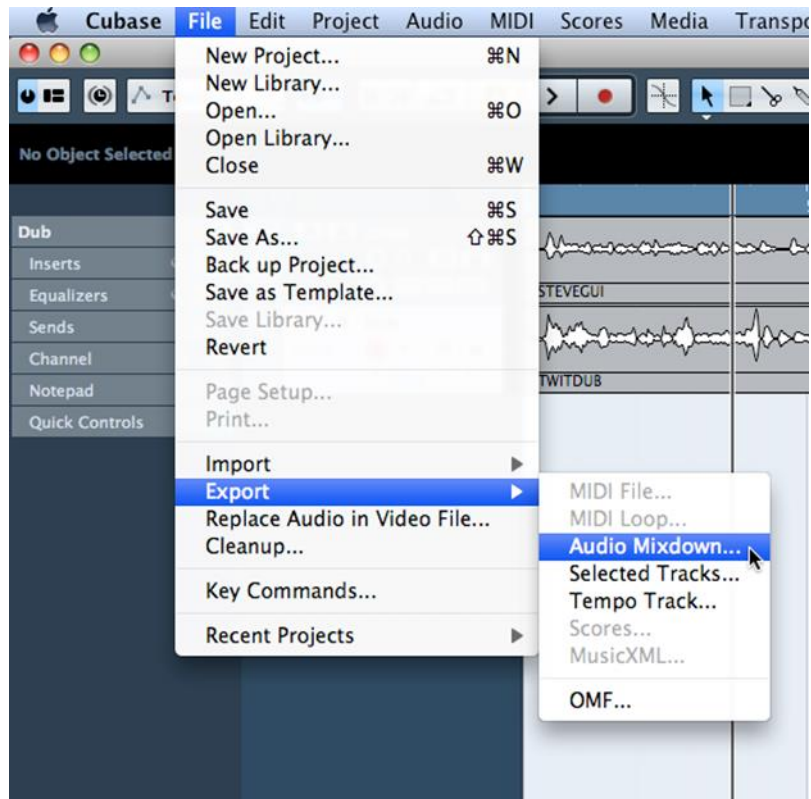 Cubase File Edit Project Audio MIDI Scores Media
New Project... ⌘N
New Library...
Open... ⌘O
Open Library...
Close ⌘W
Save ⌘S
Save As... ⇧⌘S
Back up Project...
Save as Template...
Save Library...
Revert
Page Setup...
Print...
Import
Export
Replace Audio in Video File...
Cleanup...
Key Commands...
Recent Projects
MIDI File...
MIDI Loop...
Audio Mixdown...
Selected Tracks...
Tempo Track...
Scores...
MusicXML...
OMF...
No Object Selected
Dub
Inserts
Equalizers
Sends
Channel
Notepad
Quick Controls
STEVEGUI
TWITDUB